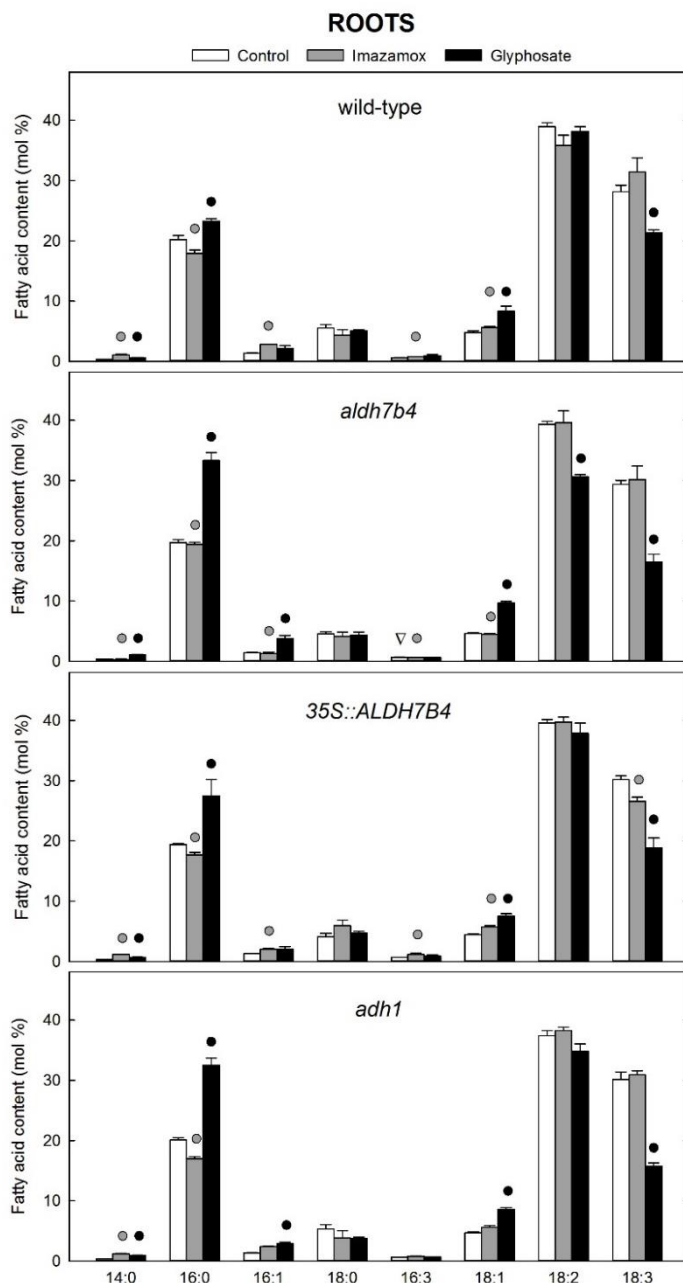 ROOTS
Control Imazamox Glyphosate
wild-type
Fatty acid content (mol %)
40
30
20
10
0
aldh7b4
Fatty acid content (mol %)
40
30
20
10
0
35S::ALDH7B4
Fatty acid content (mol %)
40
30
20
10
0
adh1
Fatty acid content (mol %)
40
30
20
10
0
14:0 16:0 16:1 18:0 16:3 18:1 18:2 18:3